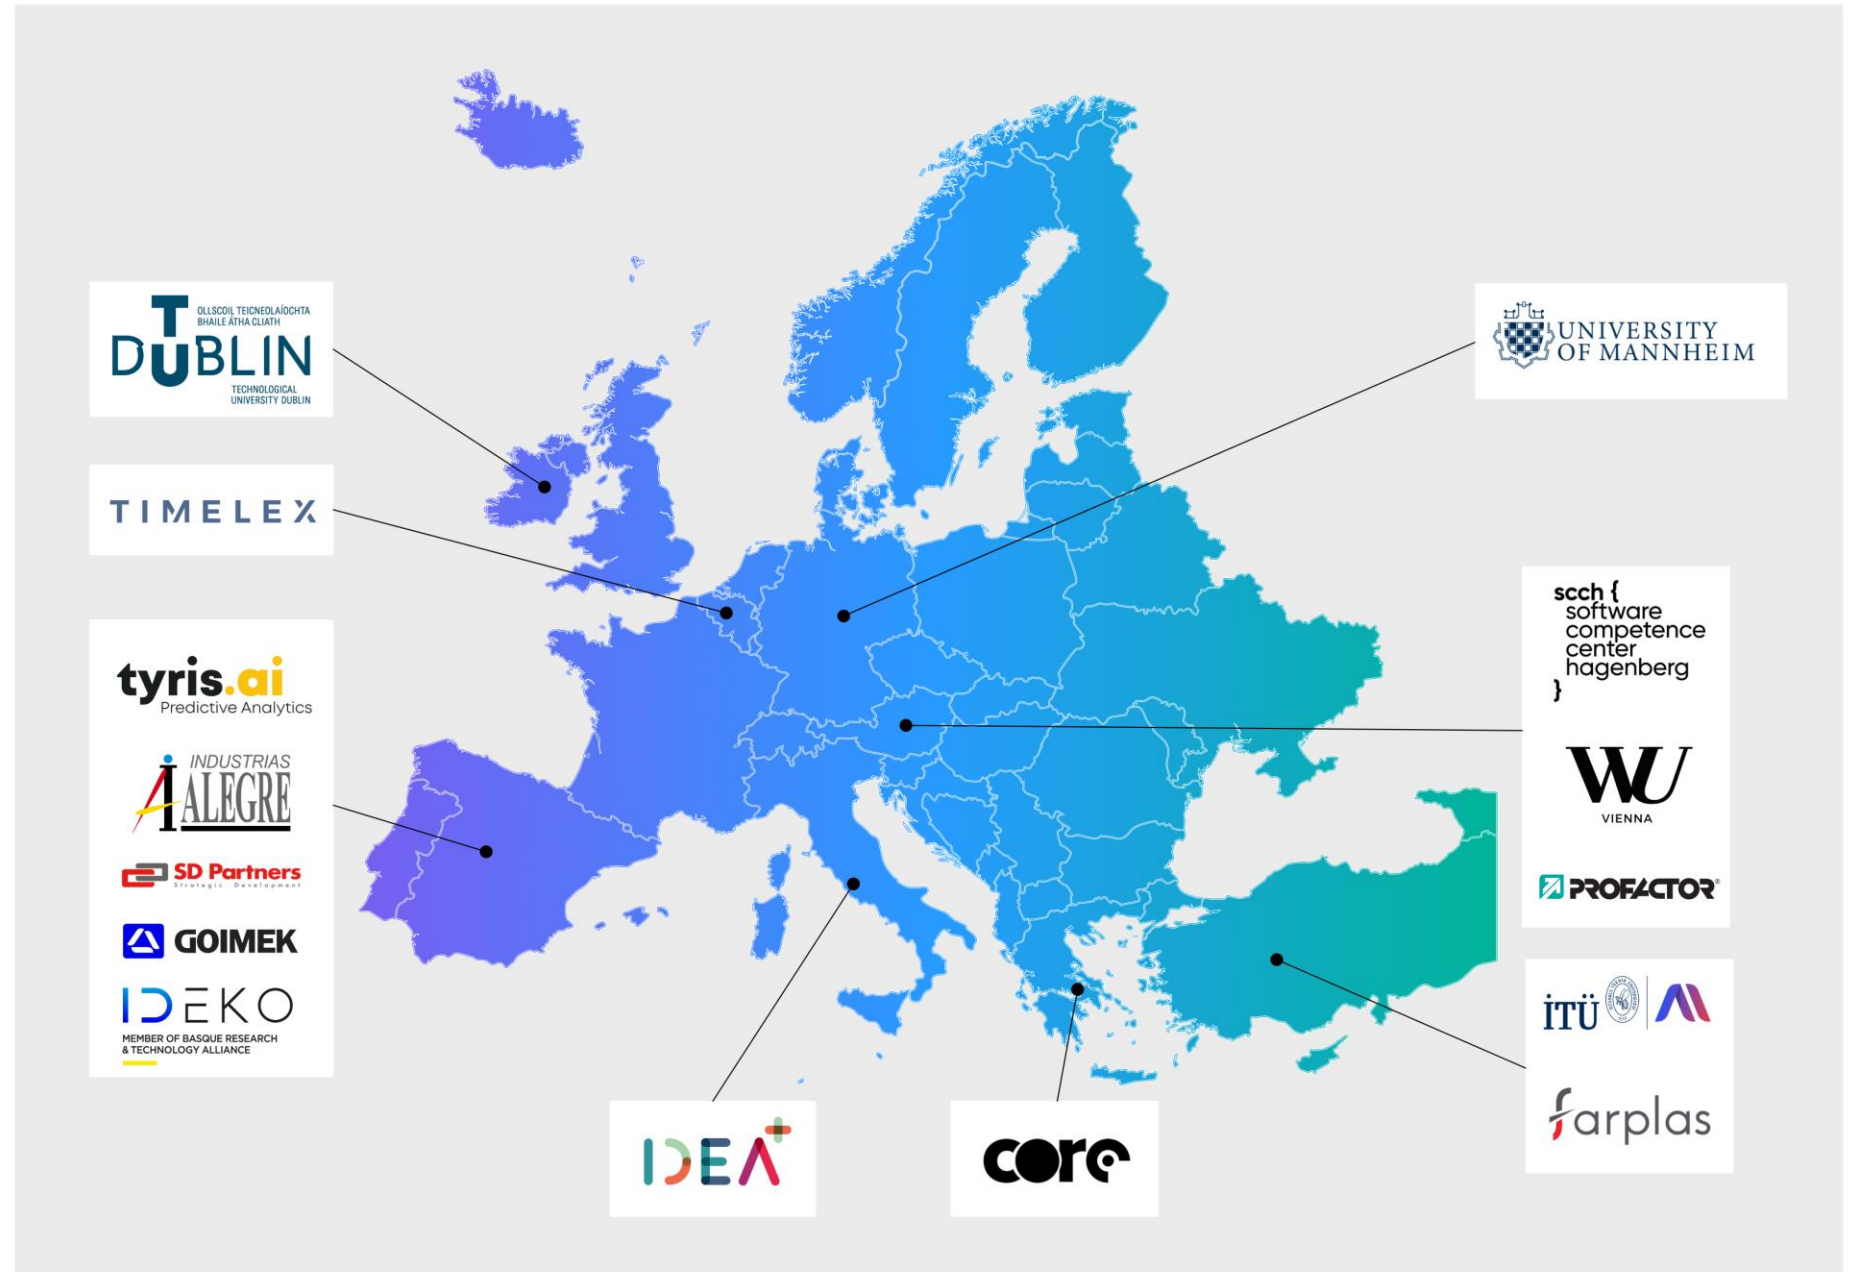 OLLSCOIL TEICNEOLAÍOCHTA
BHAILE ÁTHA CLIATH
TU DUBLIN
TECHNOLOGICAL
UNIVERSITY DUBLIN
TIMELEX
tyris.ai
Predictive Analytics
INDUSTRIAS
ALEGRE
SD Partners
Strategic Development
GOIMEK
IDEKO
MEMBER OF BASQUE RESEARCH
& TECHNOLOGY ALLIANCE
IDEA+
core
UNIVERSITY
OF MANNHEIM
scch {
software
competence
center
hagenberg
}
WU
VIENNA
PROFACTOR®
İTÜ
farplas